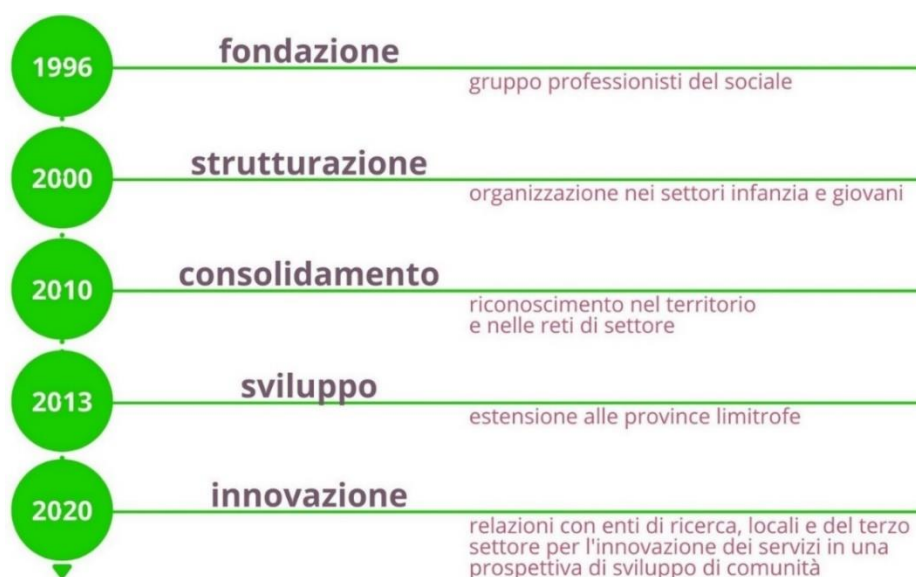 1996
fondazione
gruppo professionisti del sociale
2000
strutturazione
organizzazione nei settori infanzia e giovani
2010
consolidamento
riconoscimento nel territorio
e nelle reti di settore
2013
sviluppo
estensione alle province limitrofe
2020
innovazione
relazioni con enti di ricerca, locali e del terzo
settore per l'innovazione dei servizi in una
prospettiva di sviluppo di comunità